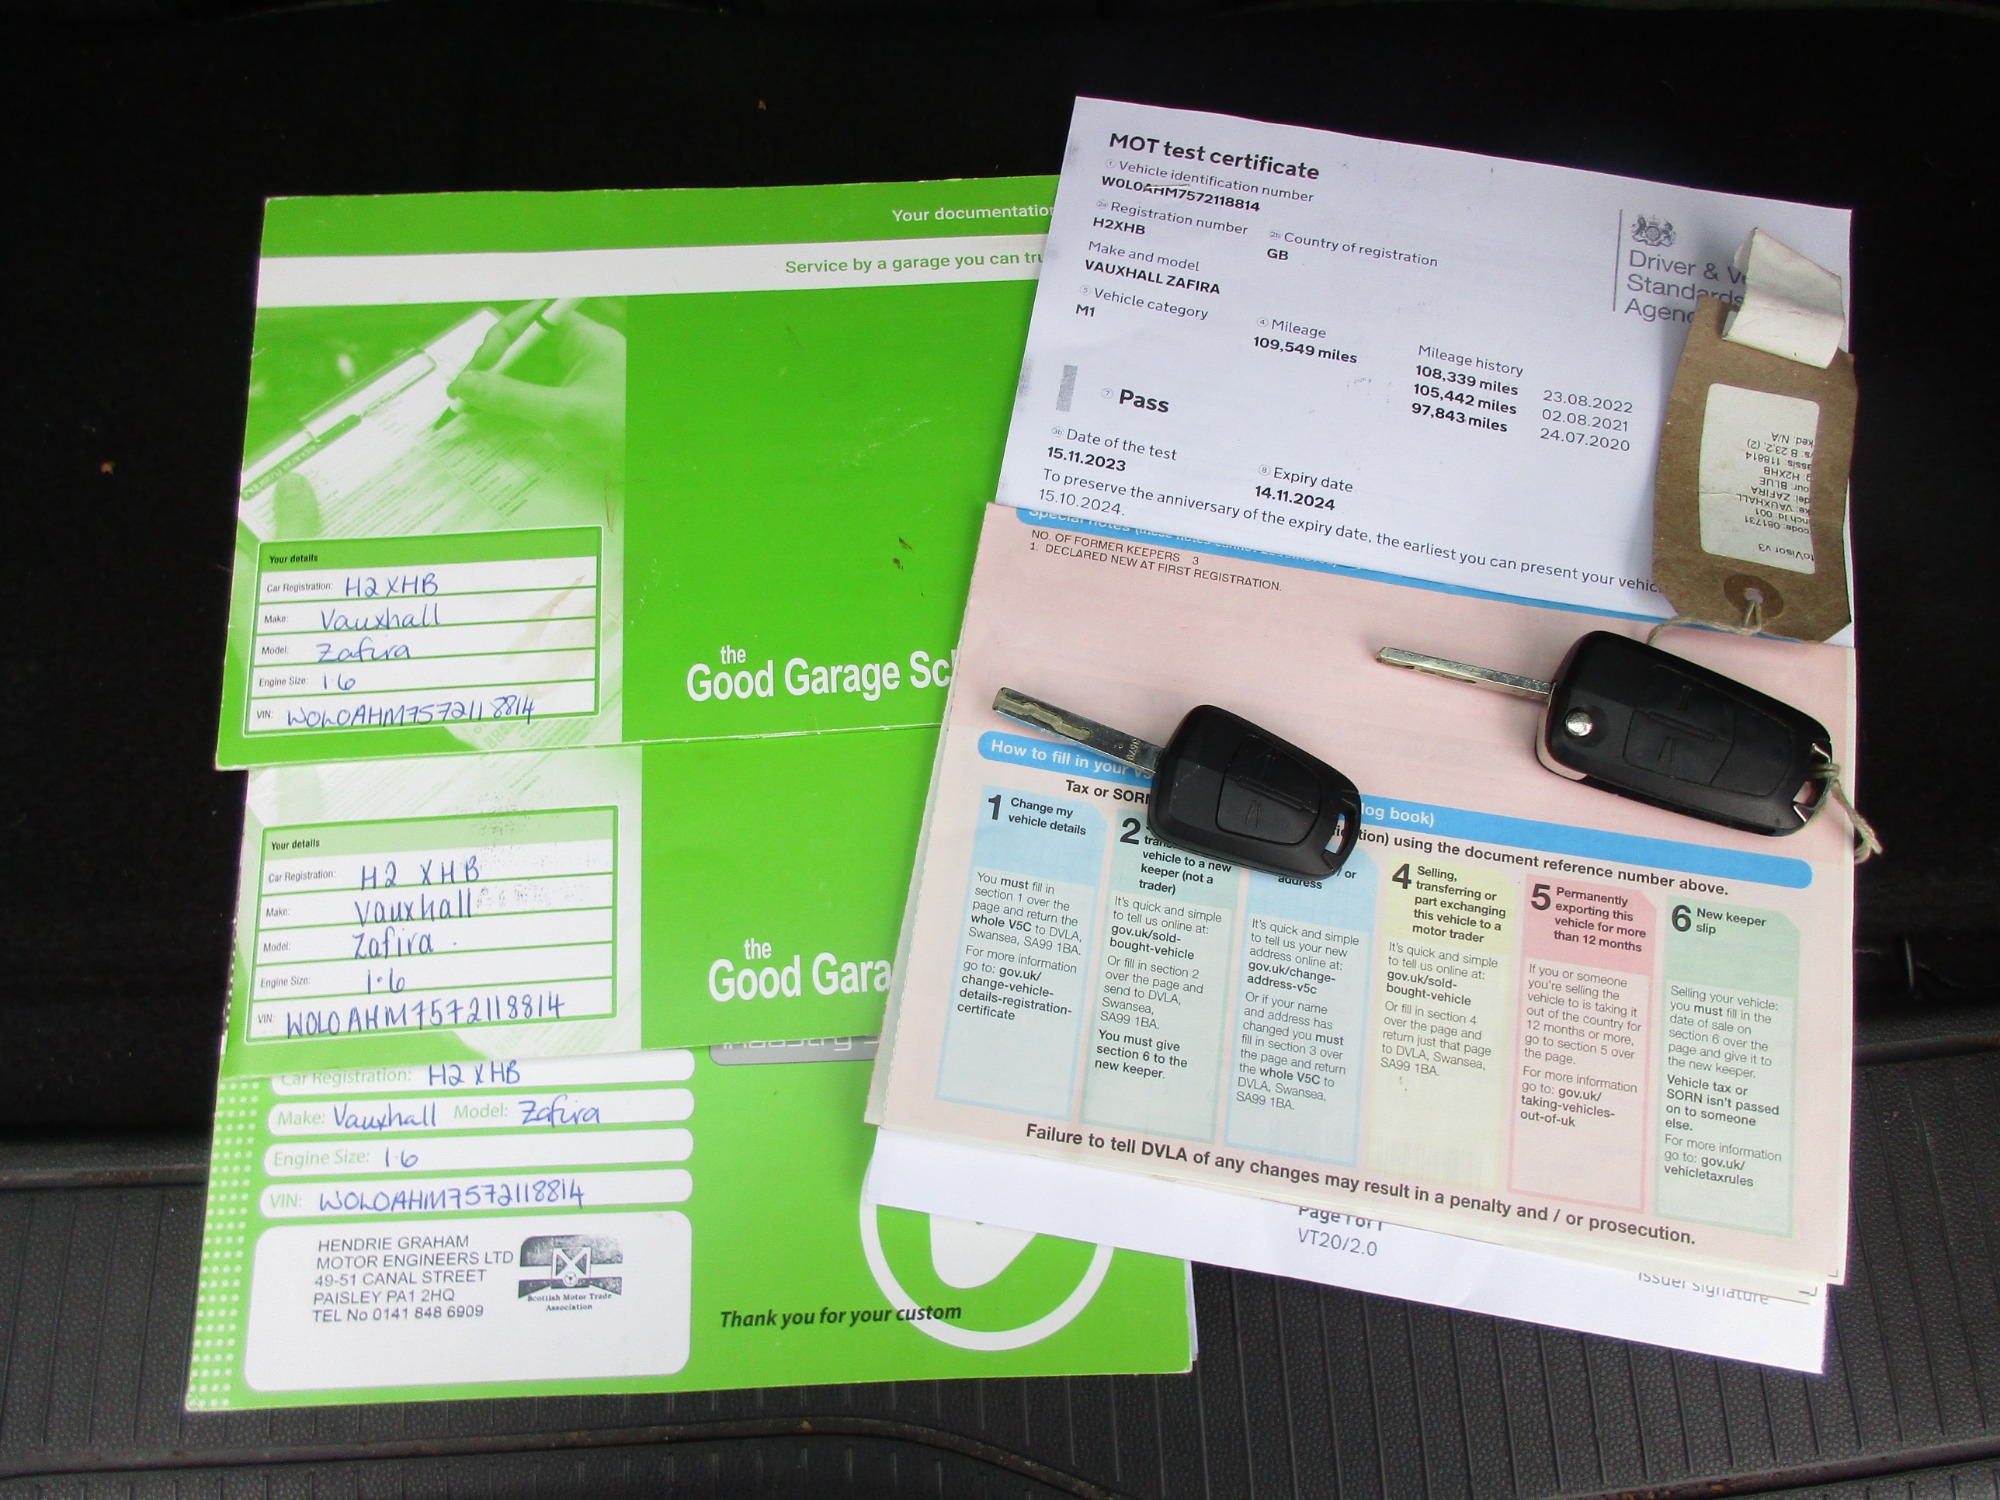 Your documentation
Service by a garage you can
Your details
Car Registration: H2 XHB
Make: Vauxhall
Model: Zafira
Engine Size: 1·6
VIN: WOLOAHM7572118814
the
Good Garage
Your details
Car Registration: H2 XHB
Make: Vauxhall
Model: Zafira
Engine Size: 1·6
VIN: WOLOAHM7572118814
the
Good
Car Registration: H2 XHB
Make: Vauxhall Model: Zafira
Engine Size: 1·6
VIN: WOLOAHM7572118814
HENDRIE GRAHAM
MOTOR ENGINEERS LTD
49-51 CANAL STREET
PAISLEY PA1 2HQ
TEL No 0141 848 6909
Scottish Motor Trade
Association
Thank you for your custom
MOT test certificate
1 Vehicle identification number
W0L0AHM7572118814
2a Registration number
H2XHB
2b Country of registration
GB
Make and model
VAUXHALL ZAFIRA
5 Vehicle category
M1
4 Mileage
109,549 miles
Mileage history
108,339 miles 23.08.2022
105,442 miles 02.08.2021
97,843 miles 24.07.2020
7 Pass
3b Date of the test
15.11.2023
8 Expiry date
14.11.2024
To preserve the anniversary of the expiry date, the earliest you can present your
15.10.2024.
Driver &
Standards
ZAFIRA
BLUE
H2XHB
118814
N/A
Special notes
NO. OF FORMER KEEPERS 3
1. DECLARED NEW AT FIRST REGISTRATION.
How to fill in your
log book)
Tax or SORN
using the document reference number above.
1 Change my
vehicle details
You must fill in
section 1 over the
page and return the
whole V5C to DVLA,
Swansea, SA99 1BA.
For more information
go to: gov.uk/
change-vehicle-
details-registration-
certificate
2
vehicle to a new
keeper (not a
trader)
It's quick and simple
to tell us online at:
gov.uk/sold-
bought-vehicle
Or fill in section 2
over the page and
send to DVLA,
Swansea,
SA99 1BA.
You must give
section 6 to the
new keeper.
or
address
It's quick and simple
to tell us your new
address online at:
gov.uk/change-
address-v5c
Or if your name
and address has
changed you must
fill in section 3 over
the page and return
the whole V5C to
DVLA, Swansea,
SA99 1BA.
4 Selling,
transferring or
part exchanging
this vehicle to a
motor trader
It's quick and simple
to tell us online at:
gov.uk/sold-
bought-vehicle
Or fill in section 4
over the page and
return just that page
to DVLA, Swansea,
SA99 1BA.
5 Permanently
exporting this
vehicle for more
than 12 months
If you or someone
you're selling the
vehicle to is taking it
out of the country for
12 months or more,
go to section 5 over
the page.
For more information
go to: gov.uk/
taking-vehicles-
out-of-uk
6 New keeper
slip
Selling your vehicle:
you must fill in the
date of sale on
section 6 over the
page and give it to
the new keeper.
Vehicle tax or
SORN isn't passed
on to someone
else.
For more information
go to: gov.uk/
vehicletaxrules
Failure to tell DVLA of any changes may result in a penalty and / or prosecution.
Page 1 of 1
VT20/2.0
Issuer signature